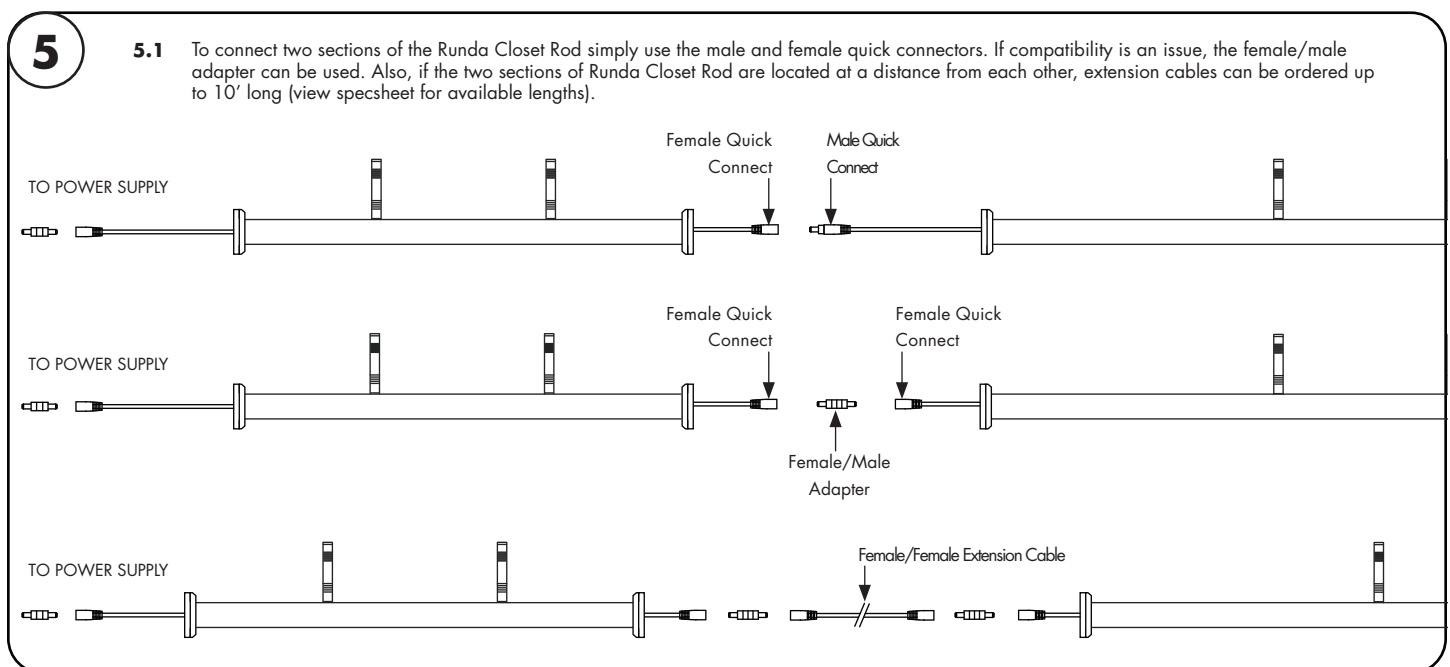 5
5.1 To connect two sections of the Runda Closet Rod simply use the male and female quick connectors. If compatibility is an issue, the female/male
adapter can be used. Also, if the two sections of Runda Closet Rod are located at a distance from each other, extension cables can be ordered up
to 10’ long (view specsheet for available lengths).
Female Quick
Connect
Male Quick
Connect
TO POWER SUPPLY
Female Quick
Connect
Female Quick
Connect
TO POWER SUPPLY
Female/Male
Adapter
Female/Female Extension Cable
TO POWER SUPPLY